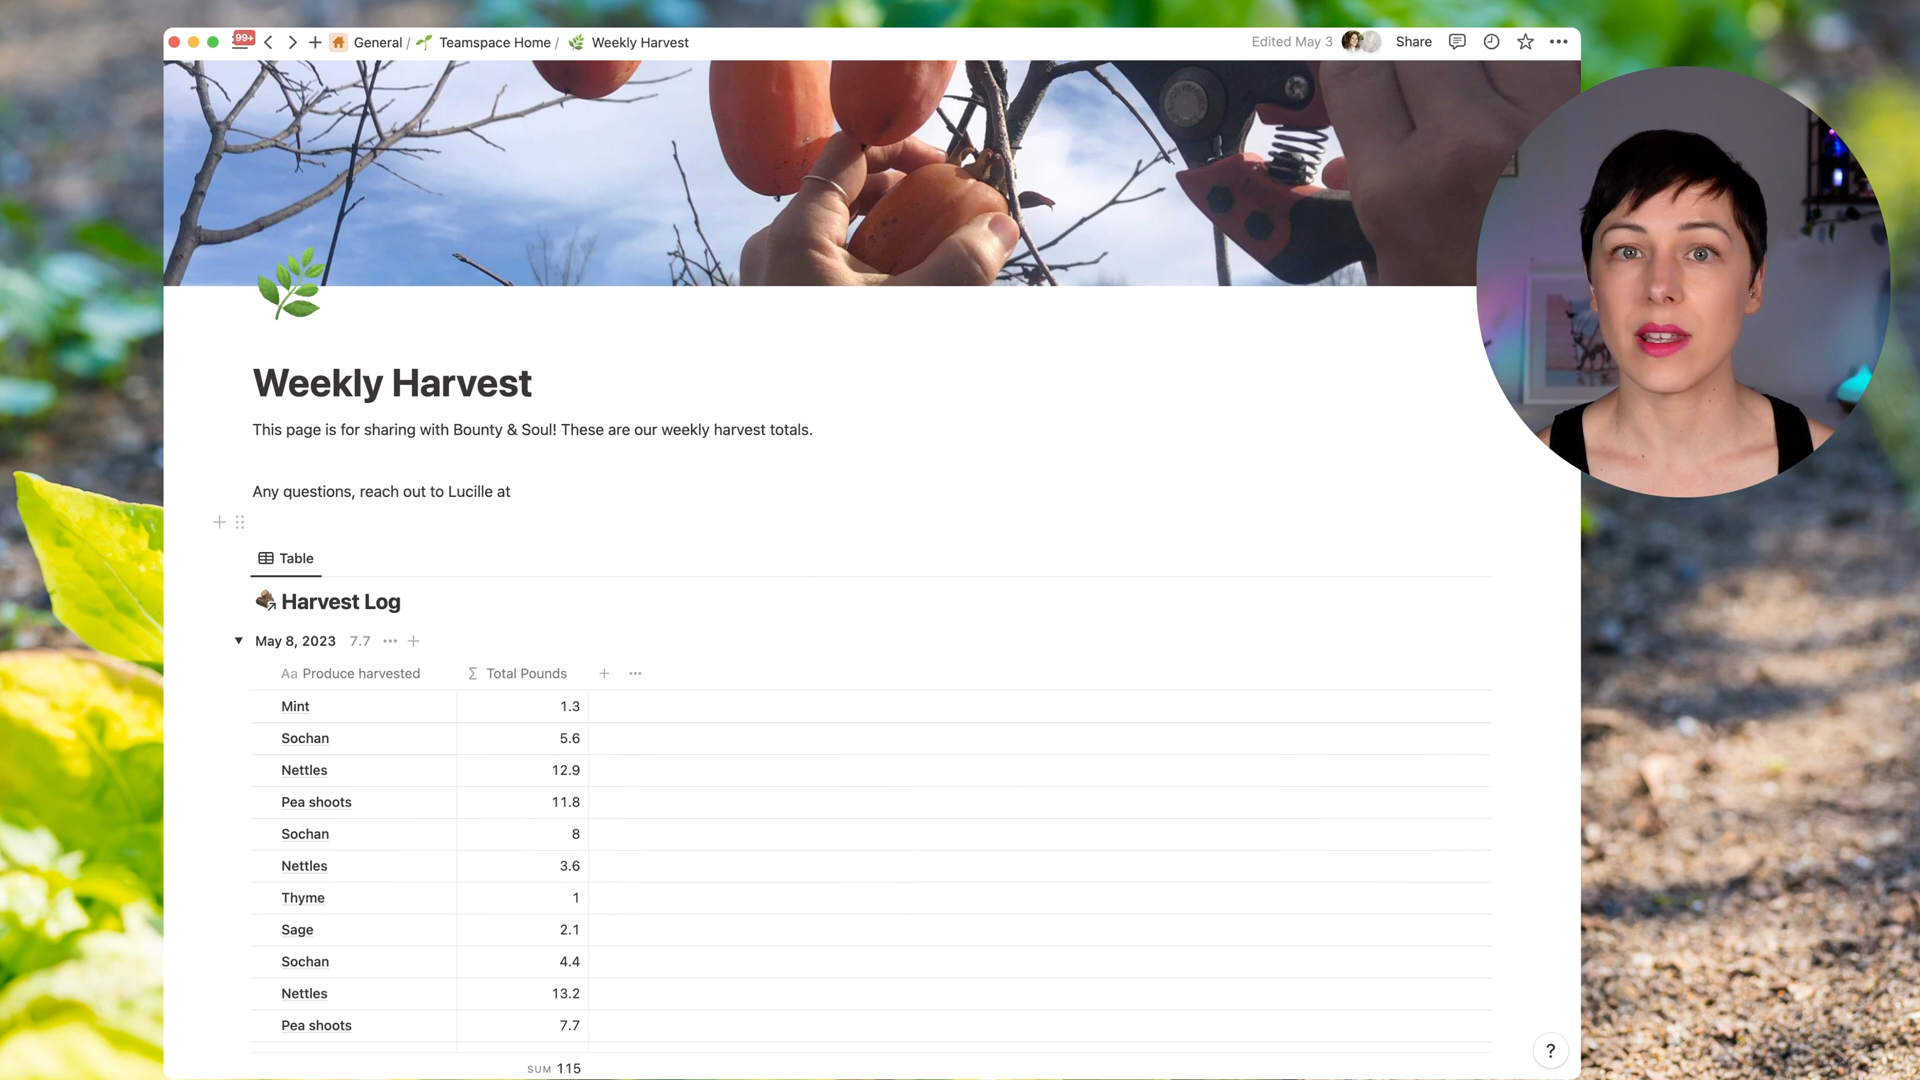 99+ General / Teamspace Home / Weekly Harvest Edited May 3 Share
Weekly Harvest
This page is for sharing with Bounty & Soul! These are our weekly harvest totals.
Any questions, reach out to Lucille at
Table
Harvest Log
May 8, 2023 7.7
Aa Produce harvested Σ Total Pounds
Mint 1.3
Sochan 5.6
Nettles 12.9
Pea shoots 11.8
Sochan 8
Nettles 3.6
Thyme 1
Sage 2.1
Sochan 4.4
Nettles 13.2
Pea shoots 7.7
SUM 115
?